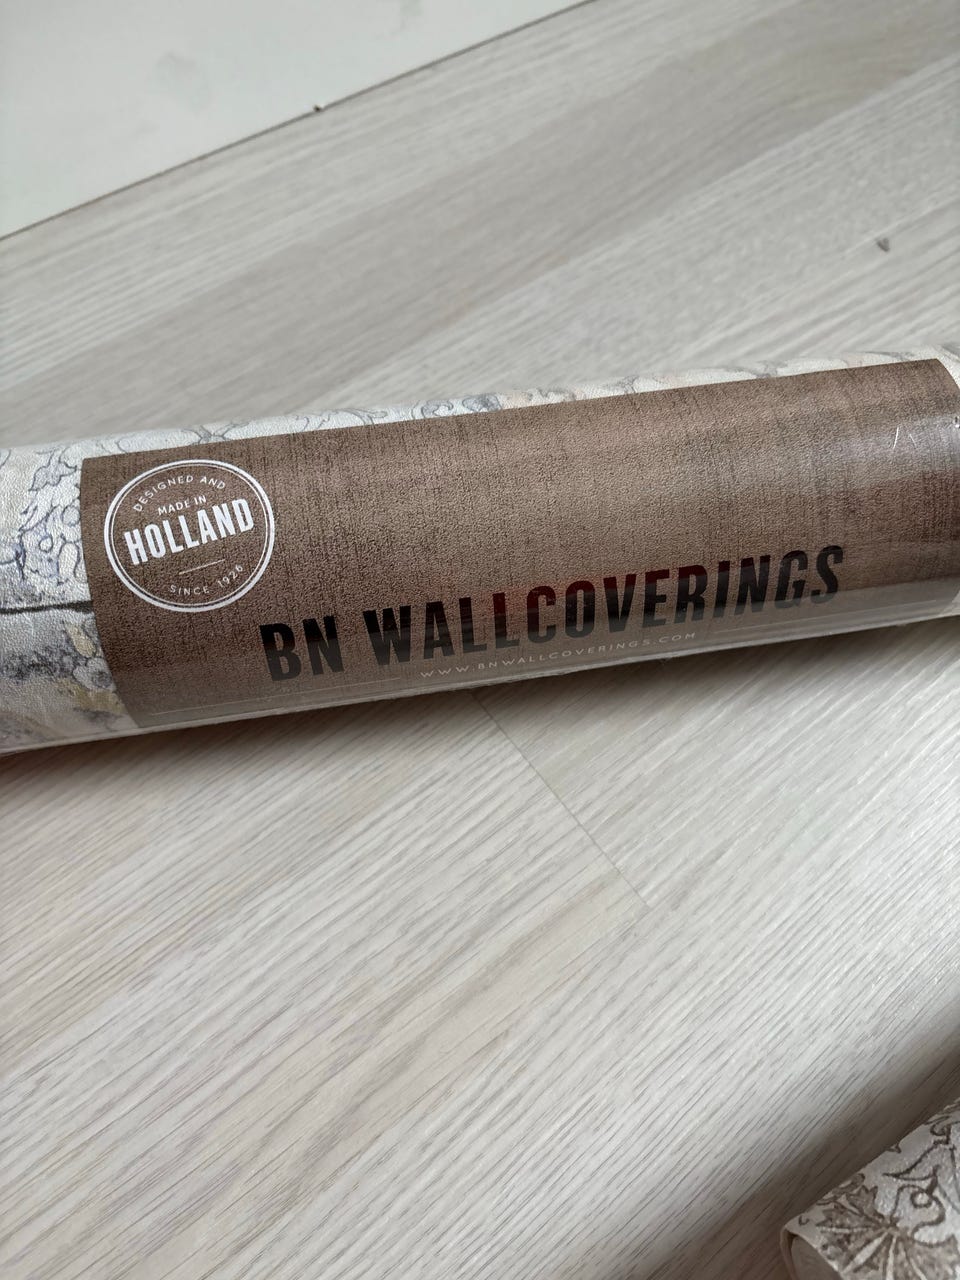 DESIGNED AND
MADE IN
HOLLAND
SINCE 1926
BN WALLCOVERINGS
WWW.BNWALLCOVERINGS.COM